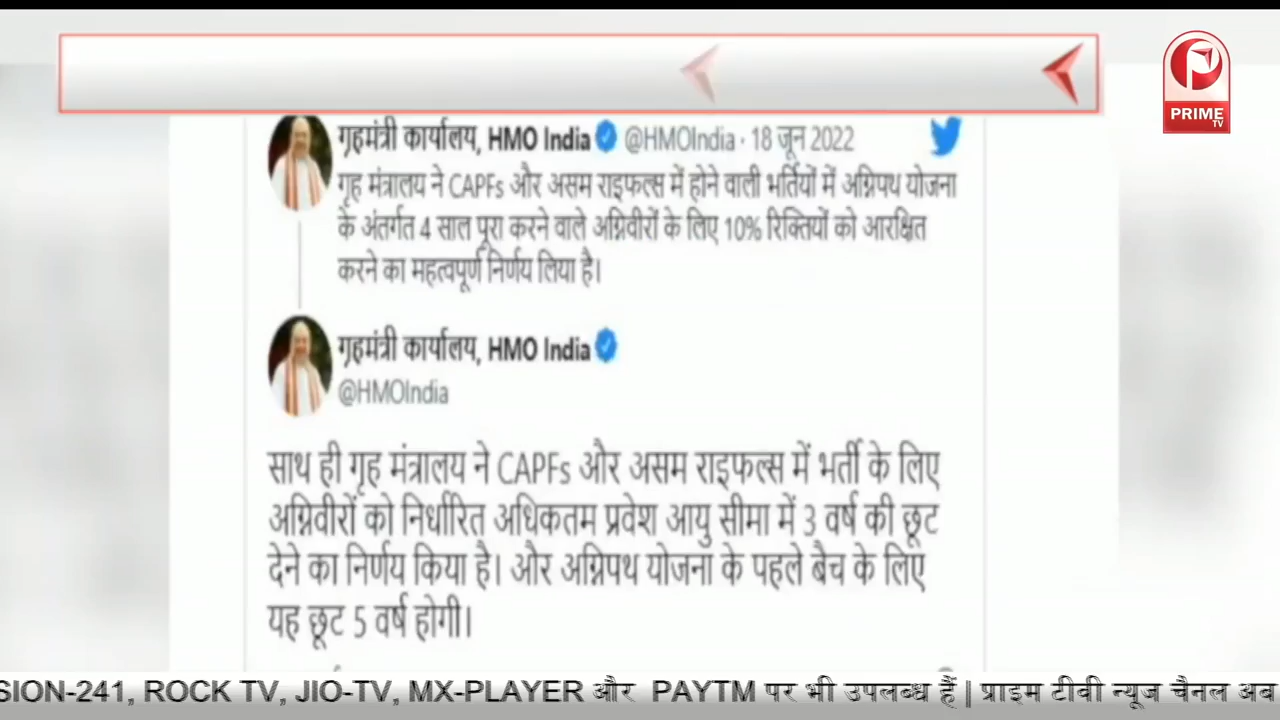 PRIME
TV
गृहमंत्री कार्यालय, HMO India @HMOIndia · 18 जून 2022
गृह मंत्रालय ने CAPFs और असम राइफल्स में होने वाली भर्तियों में अग्निपथ योजना
के अंतर्गत 4 साल पूरा करने वाले अग्निवीरों के लिए 10% रिक्तियों को आरक्षित
करने का महत्वपूर्ण निर्णय लिया है।
गृहमंत्री कार्यालय, HMO India
@HMOIndia
साथ ही गृह मंत्रालय ने CAPFs और असम राइफल्स में भर्ती के लिए
अग्निवीरों को निर्धारित अधिकतम प्रवेश आयु सीमा में 3 वर्ष की छूट
देने का निर्णय किया है। और अग्निपथ योजना के पहले बैच के लिए
यह छूट 5 वर्ष होगी।
SION-241, ROCK TV, JIO-TV, MX-PLAYER और PAYTM पर भी उपलब्ध हैं | प्राइम टीवी न्यूज चैनल अब